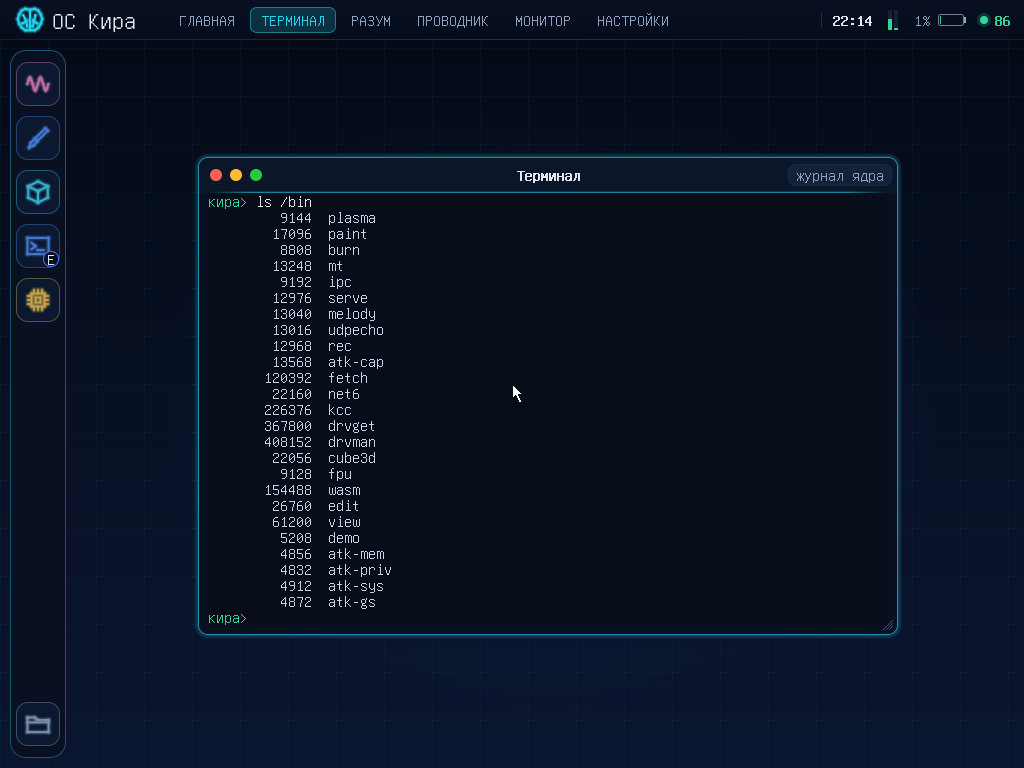 ОС Кира
ГЛАВНАЯ ТЕРМИНАЛ РАЗУМ ПРОВОДНИК МОНИТОР НАСТРОЙКИ
22:14 1% 86
E
Терминал
журнал ядра
кира> ls /bin
9144 plasma
17096 paint
8808 burn
13248 mt
9192 ipc
12976 serve
13040 melody
13016 udpecho
12968 rec
13568 atk-cap
120392 fetch
22160 net6
226376 kcc
367800 drvget
408152 drvman
22056 cube3d
9128 fpu
154488 wasm
26760 edit
61200 view
5208 demo
4856 atk-mem
4832 atk-priv
4912 atk-sys
4872 atk-gs
кира>